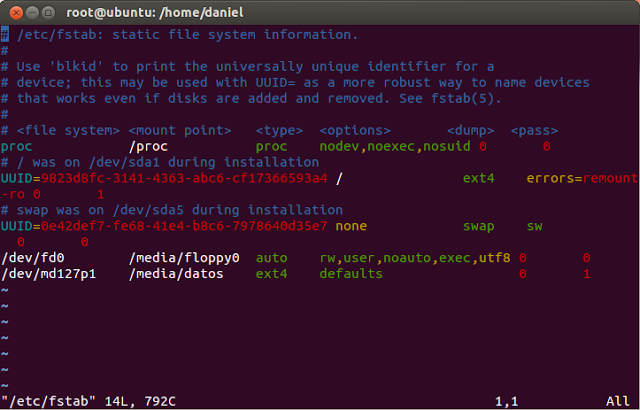 root@ubuntu: /home/daniel
# /etc/fstab: static file system information.
#
# Use 'blkid' to print the universally unique identifier for a
# device; this may be used with UUID= as a more robust way to name devices
# that works even if disks are added and removed. See fstab(5).
#
# <file system> <mount point>   <type>  <options>       <dump>  <pass>
proc            /proc           proc    nodev,noexec,nosuid 0       0
# / was on /dev/sda1 during installation
UUID=9823d8fc-3141-4363-abc6-cf17366593a4 /               ext4    errors=remount
-ro 0       1
# swap was on /dev/sda5 during installation
UUID=0e42def7-fe68-41e4-b8c6-7978640d35e7 none            swap    sw
  0       0
/dev/fd0        /media/floppy0  auto    rw,user,noauto,exec,utf8 0       0
/dev/md127p1    /media/datos    ext4    defaults                 0       1
~
~
~
~
~
~
~
"/etc/fstab" 14L, 792C                                        1,1           All